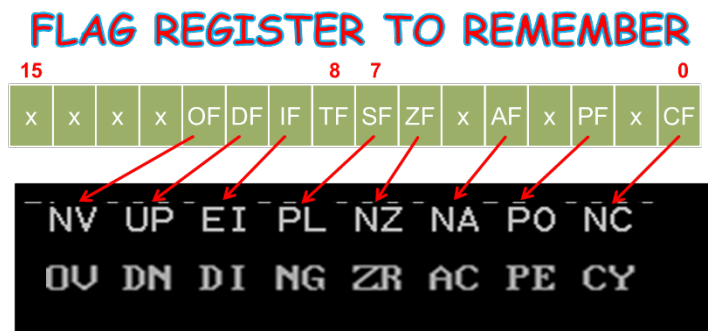 FLAG REGISTER TO REMEMBER
15 8 7 0
x x x x OF DF IF TF SF ZF x AF x PF x CF
NV UP EI PL NZ NA PO NC
OV DN DI NG ZR AC PE CY